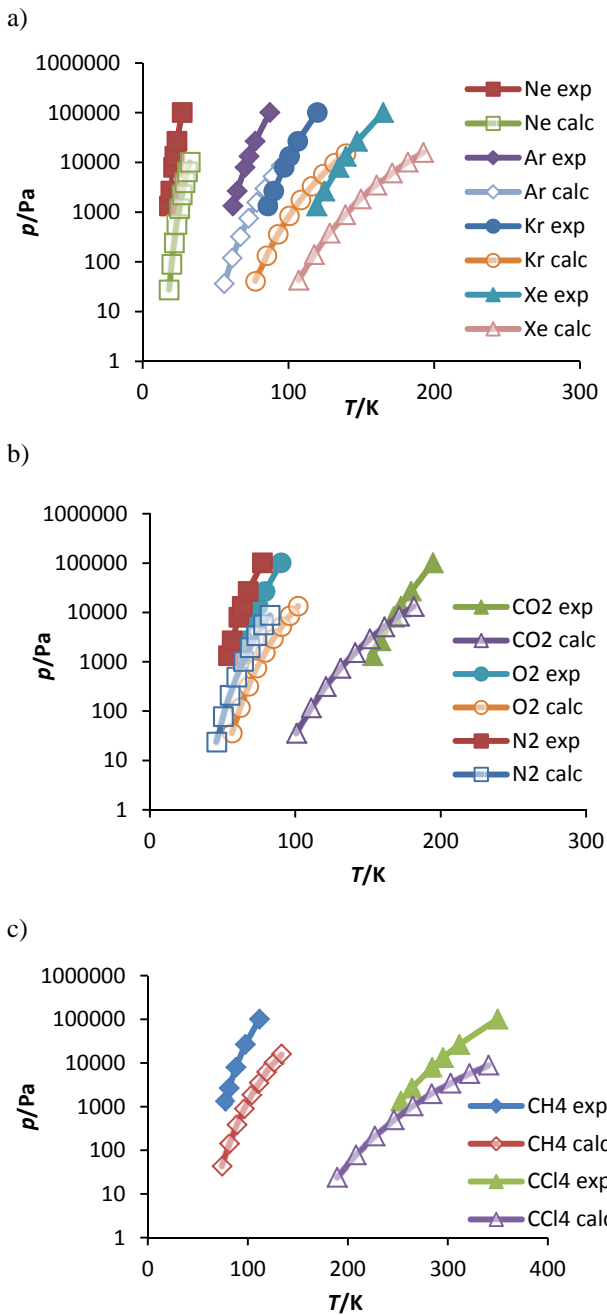 a)
1000000
100000
10000
1000
100
10
1
p/Pa
0
100
200
300
T/K
Ne exp
Ne calc
Ar exp
Ar calc
Kr exp
Kr calc
Xe exp
Xe calc
b)
1000000
100000
10000
1000
100
10
1
p/Pa
0
100
200
300
T/K
CO2 exp
CO2 calc
O2 exp
O2 calc
N2 exp
N2 calc
c)
1000000
100000
10000
1000
100
10
1
p/Pa
0
100
200
300
400
T/K
CH4 exp
CH4 calc
CCl4 exp
CCl4 calc